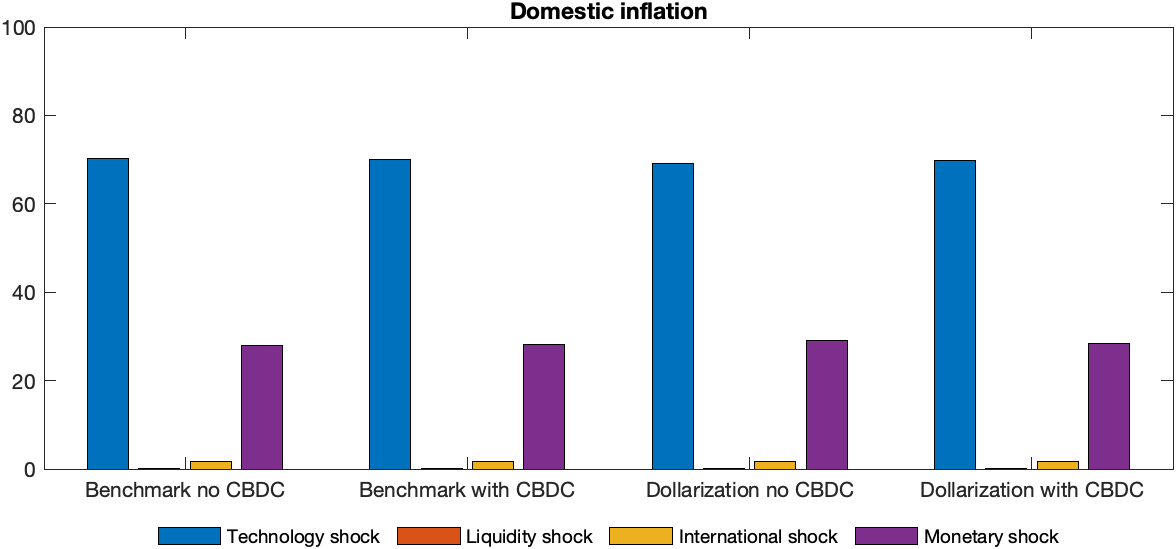 Domestic inflation
100
80
60
40
20
0
Benchmark no CBDC Benchmark with CBDC Dollarization no CBDC Dollarization with CBDC
Technology shock Liquidity shock International shock Monetary shock